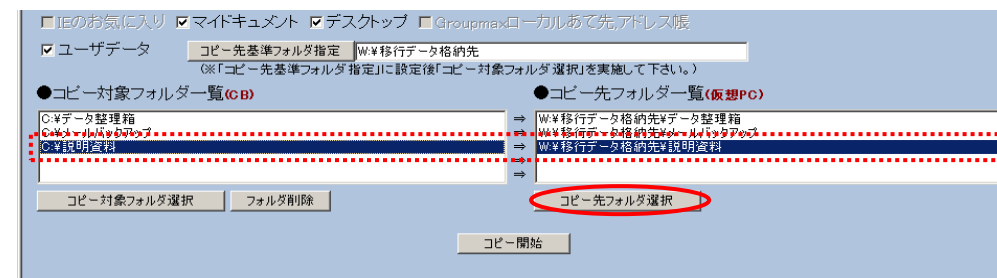 IEのお気に入り マイドキュメント デスクトップ Groupmaxローカルあて先,アドレス帳
ユーザデータ コピー先基準フォルダ指定 W:¥移行データ格納先
(※「コピー先基準フォルダ指定」に設定後「コピー対象フォルダ選択」を実施して下さい。)
●コピー対象フォルダ一覧(CB) ●コピー先フォルダ一覧(仮想PC)
C:¥データ整理箱 ⇒ W:¥移行データ格納先¥データ整理箱
C:¥メールバックアップ ⇒ W:¥移行データ格納先¥メールバックアップ
C:¥説明資料 ⇒ W:¥移行データ格納先¥説明資料
⇒
⇒
コピー対象フォルダ選択 フォルダ削除 コピー先フォルダ選択
コピー開始